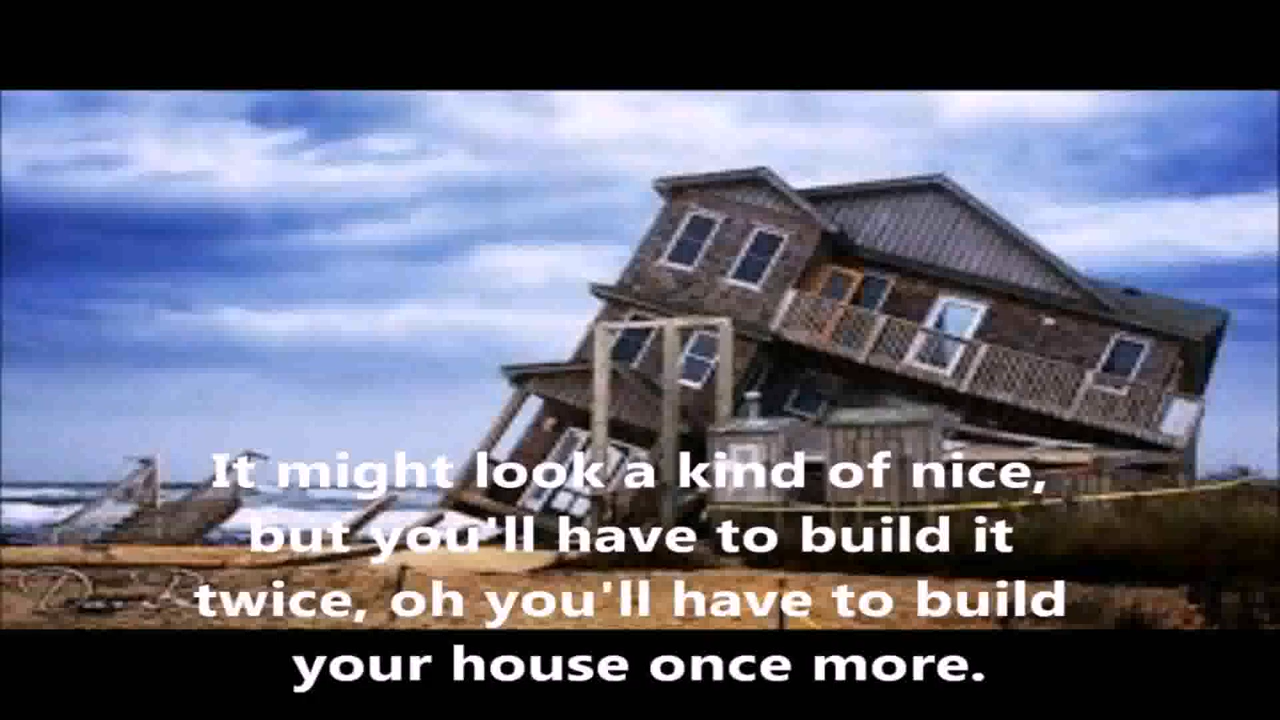 It might look a kind of nice,
but you'll have to build it
twice, oh you'll have to build
your house once more.